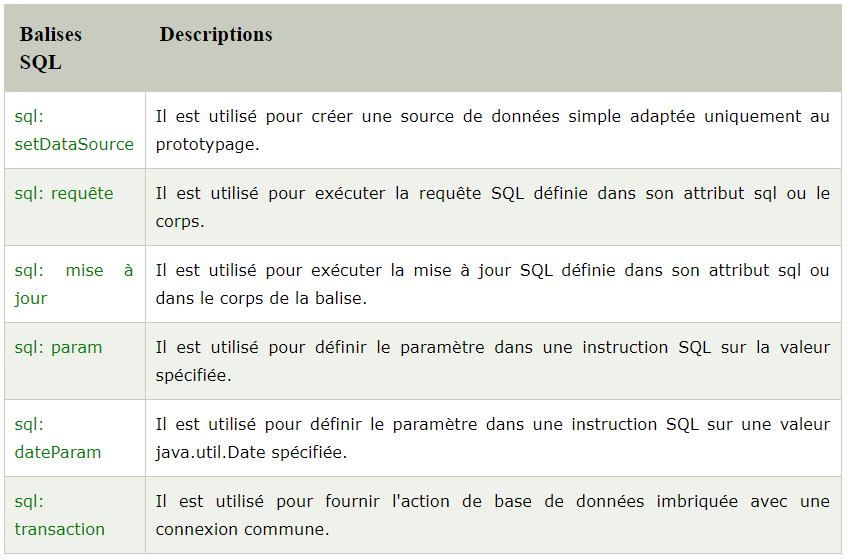 Balises SQL
Descriptions
sql:
setDataSource
Il est utilisé pour créer une source de données simple adaptée uniquement au
prototypage.
sql: requête
Il est utilisé pour exécuter la requête SQL définie dans son attribut sql ou le
corps.
sql: mise à
jour
Il est utilisé pour exécuter la mise à jour SQL définie dans son attribut sql ou
dans le corps de la balise.
sql: param
Il est utilisé pour définir le paramètre dans une instruction SQL sur la valeur
spécifiée.
sql:
dateParam
Il est utilisé pour définir le paramètre dans une instruction SQL sur une valeur
java.util.Date spécifiée.
sql:
transaction
Il est utilisé pour fournir l'action de base de données imbriquée avec une
connexion commune.